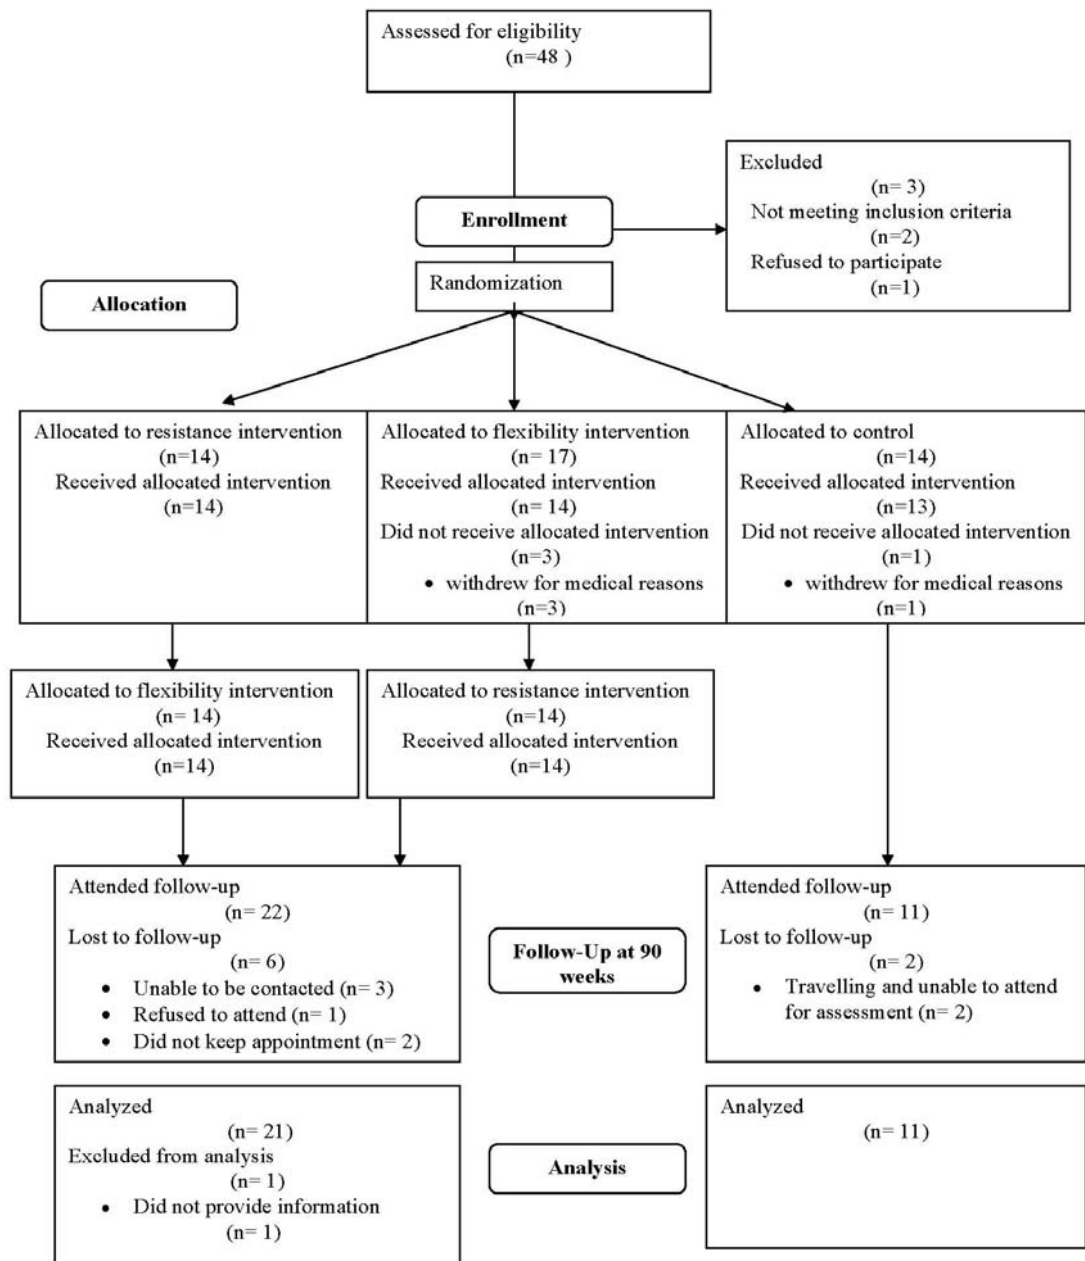 Assessed for eligibility
(n=48 )
Excluded
(n= 3)
Not meeting inclusion criteria
(n=2)
Refused to participate
(n=1)
Enrollment
Randomization
Allocation
Allocated to resistance intervention
(n=14)
Received allocated intervention
(n=14)
Allocated to flexibility intervention
(n= 17)
Received allocated intervention
(n= 14)
Did not receive allocated intervention
(n=3)
• withdrew for medical reasons
(n=3)
Allocated to control
(n=14)
Received allocated intervention
(n=13)
Did not receive allocated intervention
(n=1)
• withdrew for medical reasons
(n=1)
Allocated to flexibility intervention
(n= 14)
Received allocated intervention
(n=14)
Allocated to resistance intervention
(n=14)
Received allocated intervention
(n=14)
Attended follow-up
(n= 22)
Lost to follow-up
(n= 6)
• Unable to be contacted (n= 3)
• Refused to attend (n= 1)
• Did not keep appointment (n= 2)
Follow-Up at 90
weeks
Attended follow-up
(n= 11)
Lost to follow-up
(n= 2)
• Travelling and unable to attend
for assessment (n= 2)
Analyzed
(n= 21)
Excluded from analysis
(n= 1)
• Did not provide information
(n= 1)
Analysis
Analyzed
(n= 11)